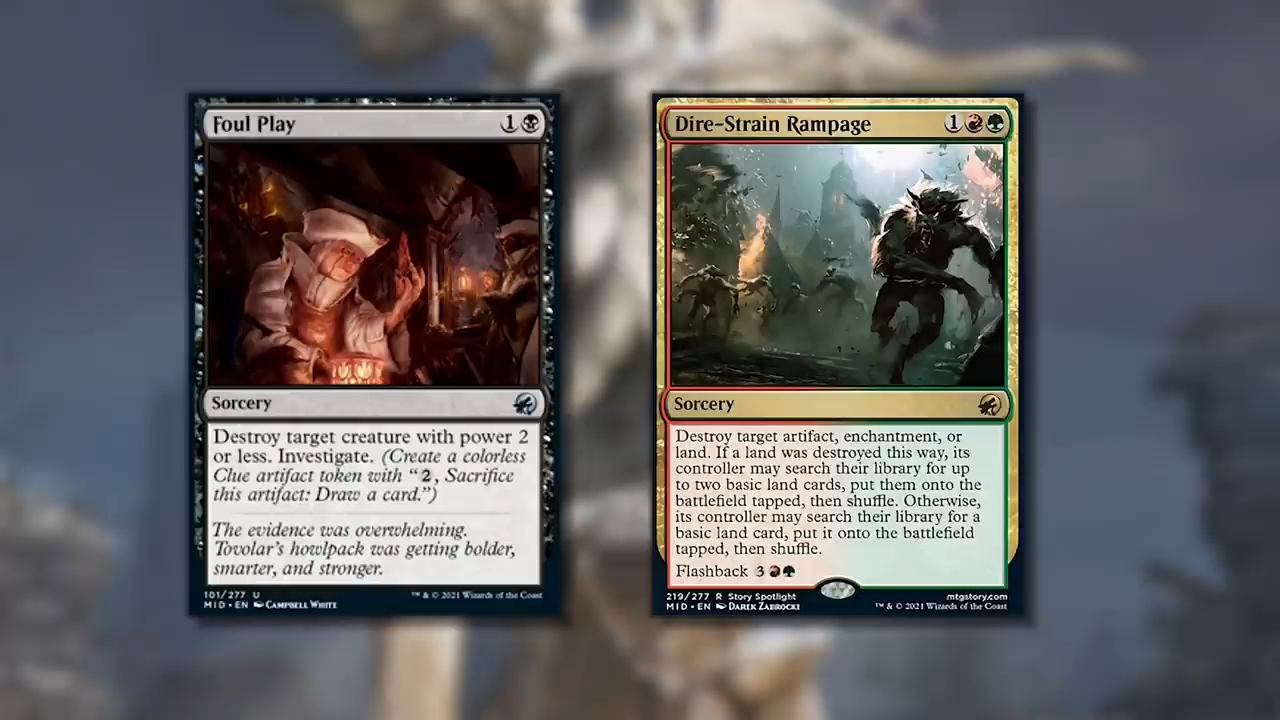 Foul Play 1
Sorcery
Destroy target creature with power 2
or less. Investigate. (Create a colorless
Clue artifact token with “2, Sacrifice
this artifact: Draw a card.”)
The evidence was overwhelming.
Tovolar's howlpack was getting bolder,
smarter, and stronger.
101/277 U
MID • EN CAMPBELL WHITE
™ & © 2021 Wizards of the Coast
Dire-Strain Rampage 1
Sorcery
Destroy target artifact, enchantment, or
land. If a land was destroyed this way, its
controller may search their library for up
to two basic land cards, put them onto the
battlefield tapped, then shuffle. Otherwise,
its controller may search their library for a
basic land card, put it onto the battlefield
tapped, then shuffle.
Flashback 3
219/277 R Story Spotlight
MID • EN DAREK ZABROCKI
mtgstory.com
™ & © 2021 Wizards of the Coast